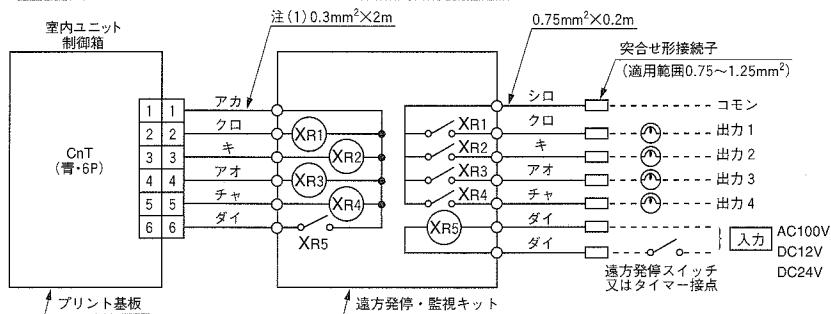 注(1) 0.3mm²×2m
0.75mm²×0.2m
室内ユニット
制御箱
突合せ形接続子
(適用範囲0.75～1.25mm²)
CnT
(青・6P)
1 1
2 2
3 3
4 4
5 5
6 6
アカ
クロ
キ
アオ
チャ
ダイ
XR1
XR2
XR3
XR4
XR5
XR1
XR2
XR3
XR4
XR5
シロ
クロ
キ
アオ
チャ
ダイ
ダイ
コモン
出力1
出力2
出力3
出力4
入力
AC100V
DC12V
DC24V
遠方発停スイッチ
又はタイマー接点
プリント基板
遠方発停・監視キット